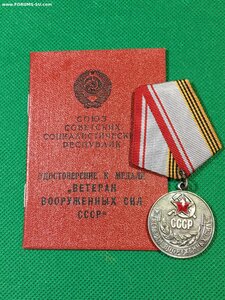 www.FORUMS-SU.com
СОЮЗ
СОВЕТСКИХ
СОЦИАЛИСТИЧЕСКИХ
РЕСПУБЛИК
УДОСТОВЕРЕНИЕ К МЕДАЛИ
„ВЕТЕРАН
ВООРУЖЕННЫХ СИЛ
СССР“
СССР